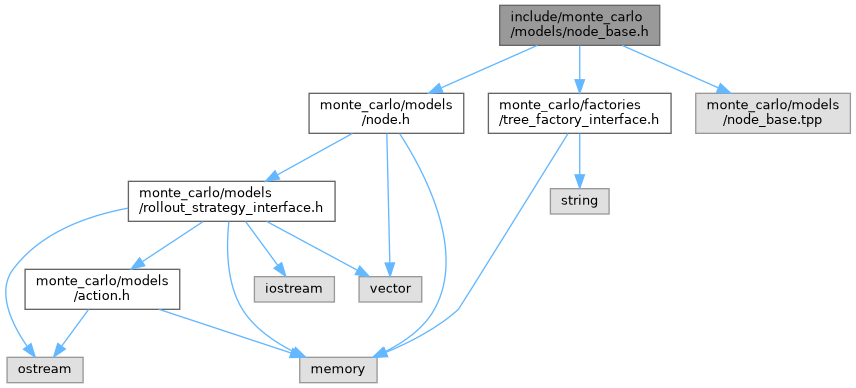 include/monte_carlo
/models/node_base.h
monte_carlo/models
/node.h
monte_carlo/factories
/tree_factory_interface.h
monte_carlo/models
/node_base.tpp
monte_carlo/models
/rollout_strategy_interface.h
string
monte_carlo/models
/action.h
iostream
vector
ostream
memory